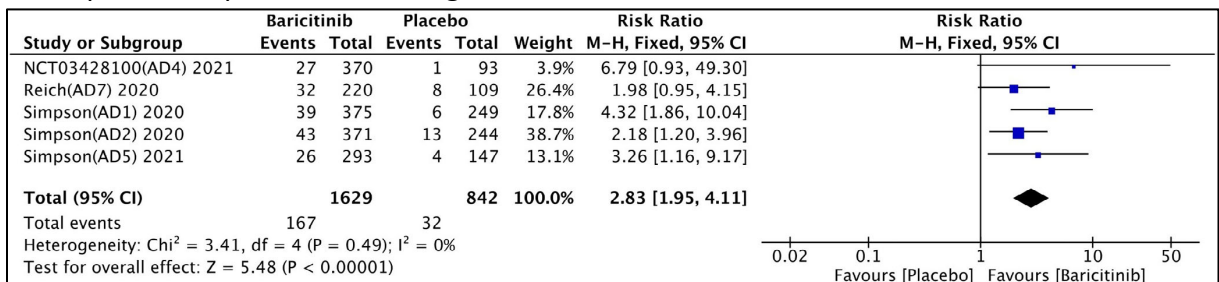 Baricitinib Placebo Risk Ratio Risk Ratio
Study or Subgroup Events Total Events Total Weight M-H, Fixed, 95% CI M-H, Fixed, 95% CI
NCT03428100(AD4) 2021 27 370 1 93 3.9% 6.79 [0.93, 49.30]
Reich(AD7) 2020 32 220 8 109 26.4% 1.98 [0.95, 4.15]
Simpson(AD1) 2020 39 375 6 249 17.8% 4.32 [1.86, 10.04]
Simpson(AD2) 2020 43 371 13 244 38.7% 2.18 [1.20, 3.96]
Simpson(AD5) 2021 26 293 4 147 13.1% 3.26 [1.16, 9.17]
Total (95% CI) 1629 842 100.0% 2.83 [1.95, 4.11]
Total events 167 32
Heterogeneity: Chi² = 3.41, df = 4 (P = 0.49); I² = 0%
Test for overall effect: Z = 5.48 (P < 0.00001)
0.02 0.1 1 10 50
Favours [Placebo] Favours [Baricitinib]